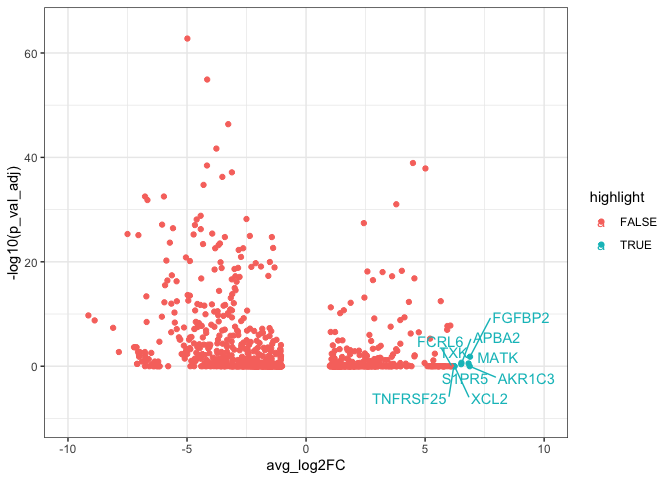 60
40
20
0
-log10(p_val_adj)
-10
-5
0
5
10
avg_log2FC
FGFBP2
FCRL6
APBA2
TXK
MATK
S1PR5
AKR1C3
TNFRSF25
XCL2
highlight
a FALSE
a TRUE